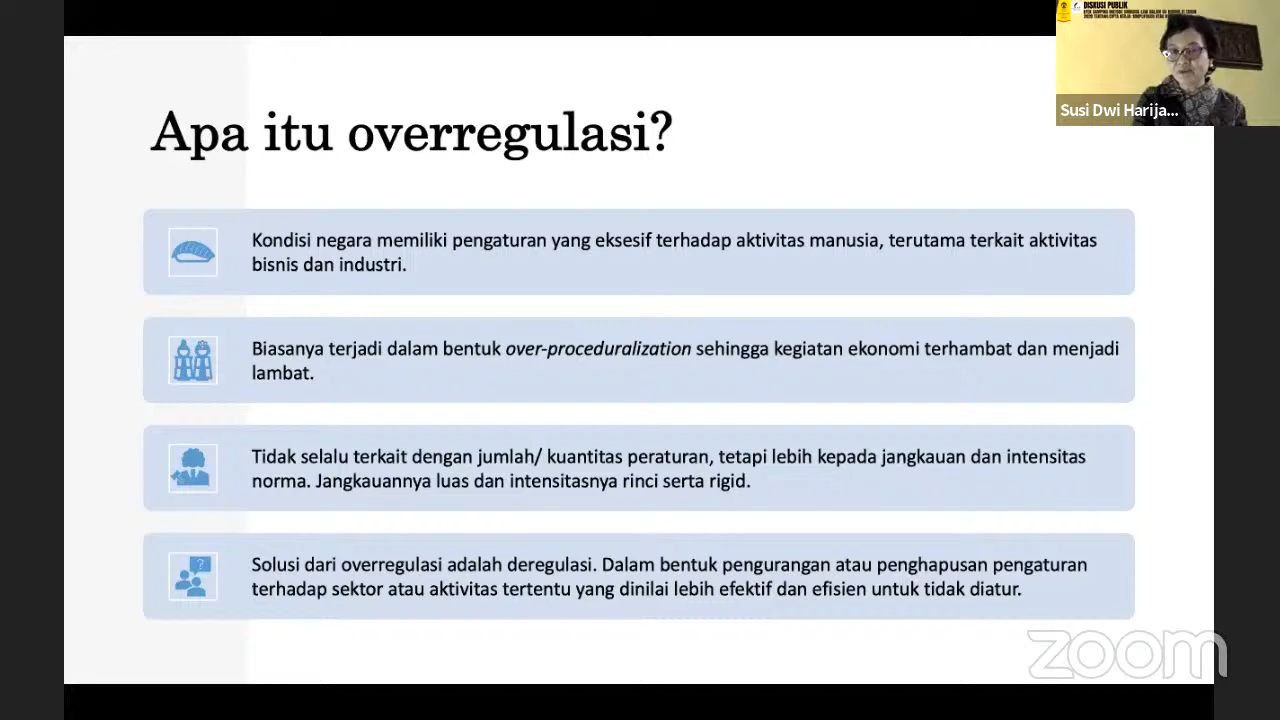 DISKUSI PUBLIK
Susi Dwi Harija...
Apa itu overregulasi?
Kondisi negara memiliki pengaturan yang eksesif terhadap aktivitas manusia, terutama terkait aktivitas
bisnis dan industri.
Biasanya terjadi dalam bentuk over-proceduralization sehingga kegiatan ekonomi terhambat dan menjadi
lambat.
Tidak selalu terkait dengan jumlah/ kuantitas peraturan, tetapi lebih kepada jangkauan dan intensitas
norma. Jangkauannya luas dan intensitasnya rinci serta rigid.
?
Solusi dari overregulasi adalah deregulasi. Dalam bentuk pengurangan atau penghapusan pengaturan
terhadap sektor atau aktivitas tertentu yang dinilai lebih efektif dan efisien untuk tidak diatur.
zoom